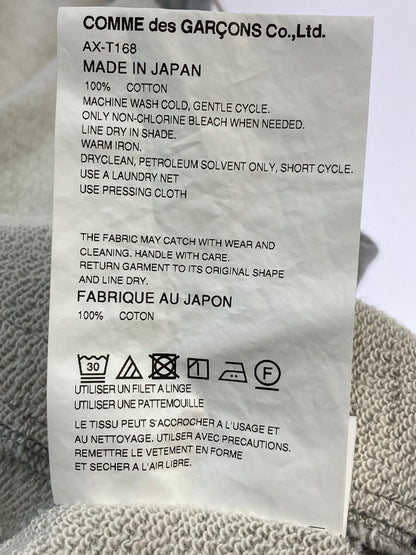 COMME des GARÇONS Co.,Ltd.
AX-T168
MADE IN JAPAN
100% COTTON
MACHINE WASH COLD, GENTLE CYCLE.
ONLY NON-CHLORINE BLEACH WHEN NEEDED.
LINE DRY IN SHADE.
WARM IRON.
DRYCLEAN, PETROLEUM SOLVENT ONLY, SHORT CYCLE.
USE A LAUNDRY NET
USE PRESSING CLOTH
THE FABRIC MAY CATCH WITH WEAR AND
CLEANING. HANDLE WITH CARE.
RETURN GARMENT TO ITS ORIGINAL SHAPE
AND LINE DRY.
FABRIQUE AU JAPON
100% COTON
30 F
UTILISER UN FILET A LINGE
UTILISER UNE PATTEMOUILLE
LE TISSU PEUT S'ACCROCHER A L'USAGE ET
AU NETTOYAGE. UTILSER AVEC PRECAUTIONS.
REMETTRE LE VETEMENT EN FORME
ET SECHER A L'AIR LIBRE.